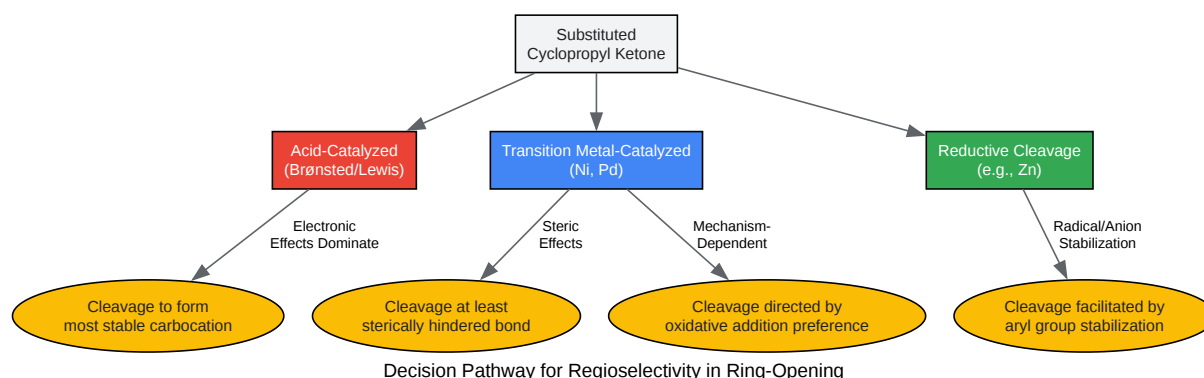 Substituted
Cyclopropyl Ketone
Acid-Catalyzed
(Brønsted/Lewis)
Transition Metal-Catalyzed
(Ni, Pd)
Reductive Cleavage
(e.g., Zn)
Electronic
Effects Dominate
Steric
Effects
Mechanism-
Dependent
Radical/Anion
Stabilization
Cleavage to form
most stable carbocation
Cleavage at least
sterically hindered bond
Cleavage directed by
oxidative addition preference
Cleavage facilitated by
aryl group stabilization
Decision Pathway for Regioselectivity in Ring-Opening